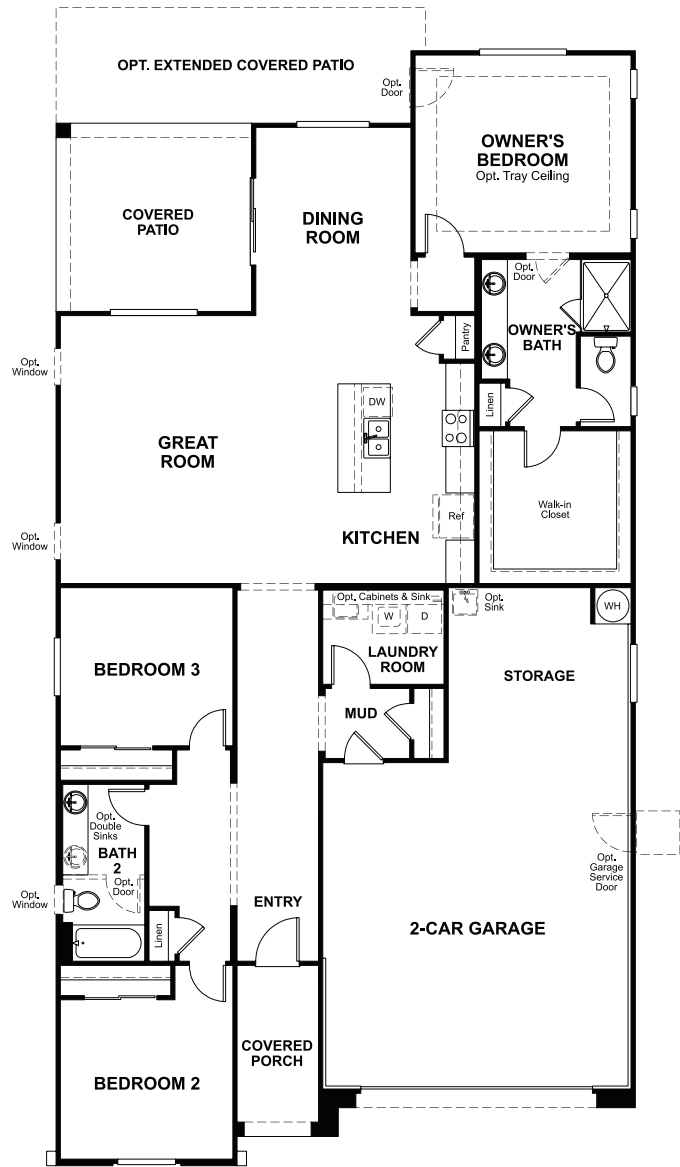 OPT. EXTENDED COVERED PATIO
Opt.
Door
OWNER'S
BEDROOM
Opt. Tray Ceiling
COVERED
PATIO
DINING
ROOM
Opt.
Door
OWNER'S
BATH
Pantry
Opt.
Window
DW
Linen
GREAT
ROOM
Walk-in
Closet
Ref
KITCHEN
Opt.
Window
Opt. Cabinets & Sink
W
D
Opt.
Sink
WH
LAUNDRY
ROOM
BEDROOM 3
STORAGE
MUD
Opt.
Double
Sinks
BATH
2
Opt.
Door
Opt.
Window
Opt.
Garage
Service
Door
ENTRY
Linen
2-CAR GARAGE
COVERED
PORCH
BEDROOM 2